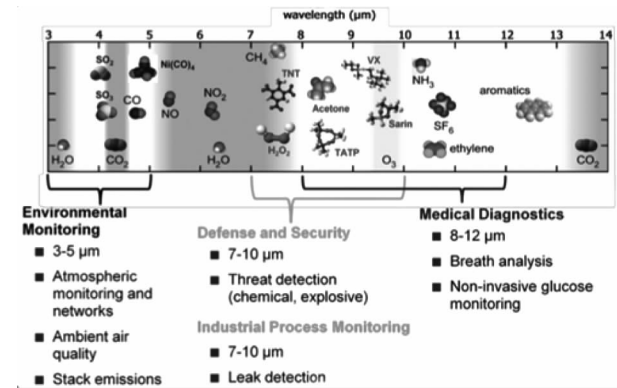 wavelength (µm)
3 4 5 6 7 8 9 10 11 12 13 14
SO₂ Ni(CO)₄ CH₄ TNT VX NH₃ aromatics
SO₃ CO NO NO₂ Acetone Sarin SF₆
H₂O CO₂ H₂O H₂O₂ TATP O₃ ethylene CO₂
Environmental
Monitoring
■ 3-5 µm
■ Atmospheric
monitoring and
networks
■ Ambient air
quality
■ Stack emissions
Defense and Security
■ 7-10 µm
■ Threat detection
(chemical, explosive)
Industrial Process Monitoring
■ 7-10 µm
■ Leak detection
Medical Diagnostics
■ 8-12 µm
■ Breath analysis
■ Non-invasive glucose
monitoring